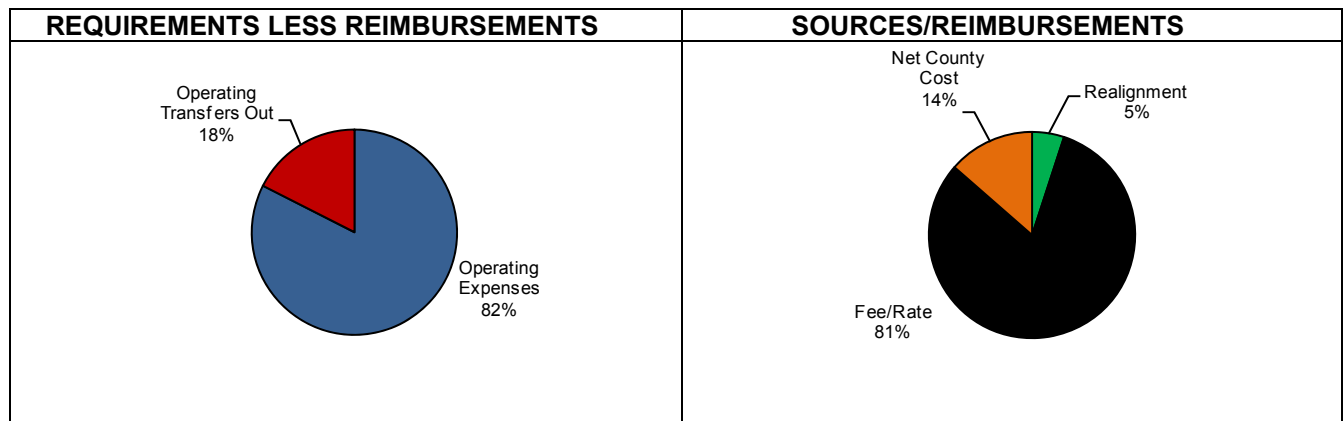 REQUIREMENTS LESS REIMBURSEMENTS
SOURCES/REIMBURSEMENTS
Operating
Transfers Out
18%
Operating
Expenses
82%
Net County
Cost
14%
Realignment
5%
Fee/Rate
81%